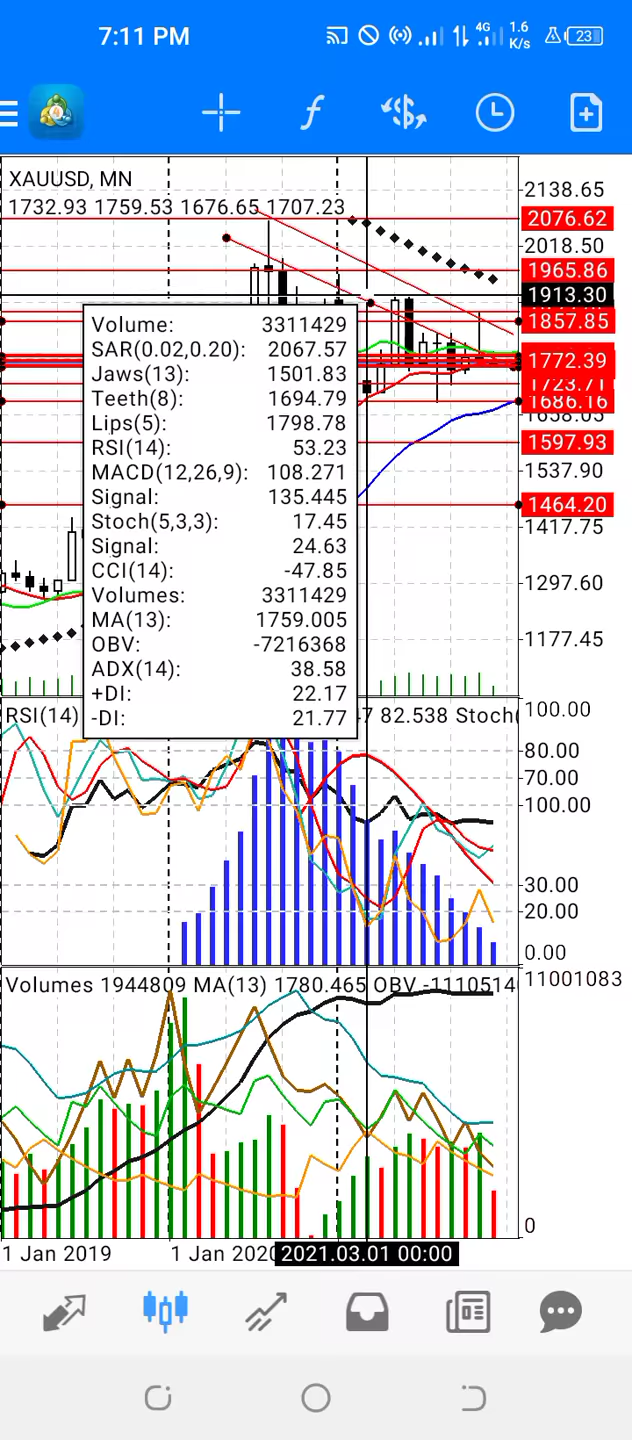 7:11 PM
4G 1.6 K/s 23
XAUUSD, MN
1732.93 1759.53 1676.65 1707.23
2138.65
2076.62
2018.50
1965.86
1913.30
1857.85
1772.39
1723.71
1686.16
1658.05
1597.93
1537.90
1464.20
1417.75
1297.60
1177.45
Volume: 3311429
SAR(0.02,0.20): 2067.57
Jaws(13): 1501.83
Teeth(8): 1694.79
Lips(5): 1798.78
RSI(14): 53.23
MACD(12,26,9): 108.271
Signal: 135.445
Stoch(5,3,3): 17.45
Signal: 24.63
CCI(14): -47.85
Volumes: 3311429
MA(13): 1759.005
OBV: -7216368
ADX(14): 38.58
+DI: 22.17
-DI: 21.77
RSI(14) 47 82.538 Stoch(
100.00
80.00
70.00
100.00
30.00
20.00
0.00
Volumes 1944809 MA(13) 1780.465 OBV -1110514
11001083
0
1 Jan 2019 1 Jan 2020 2021.03.01 00:00